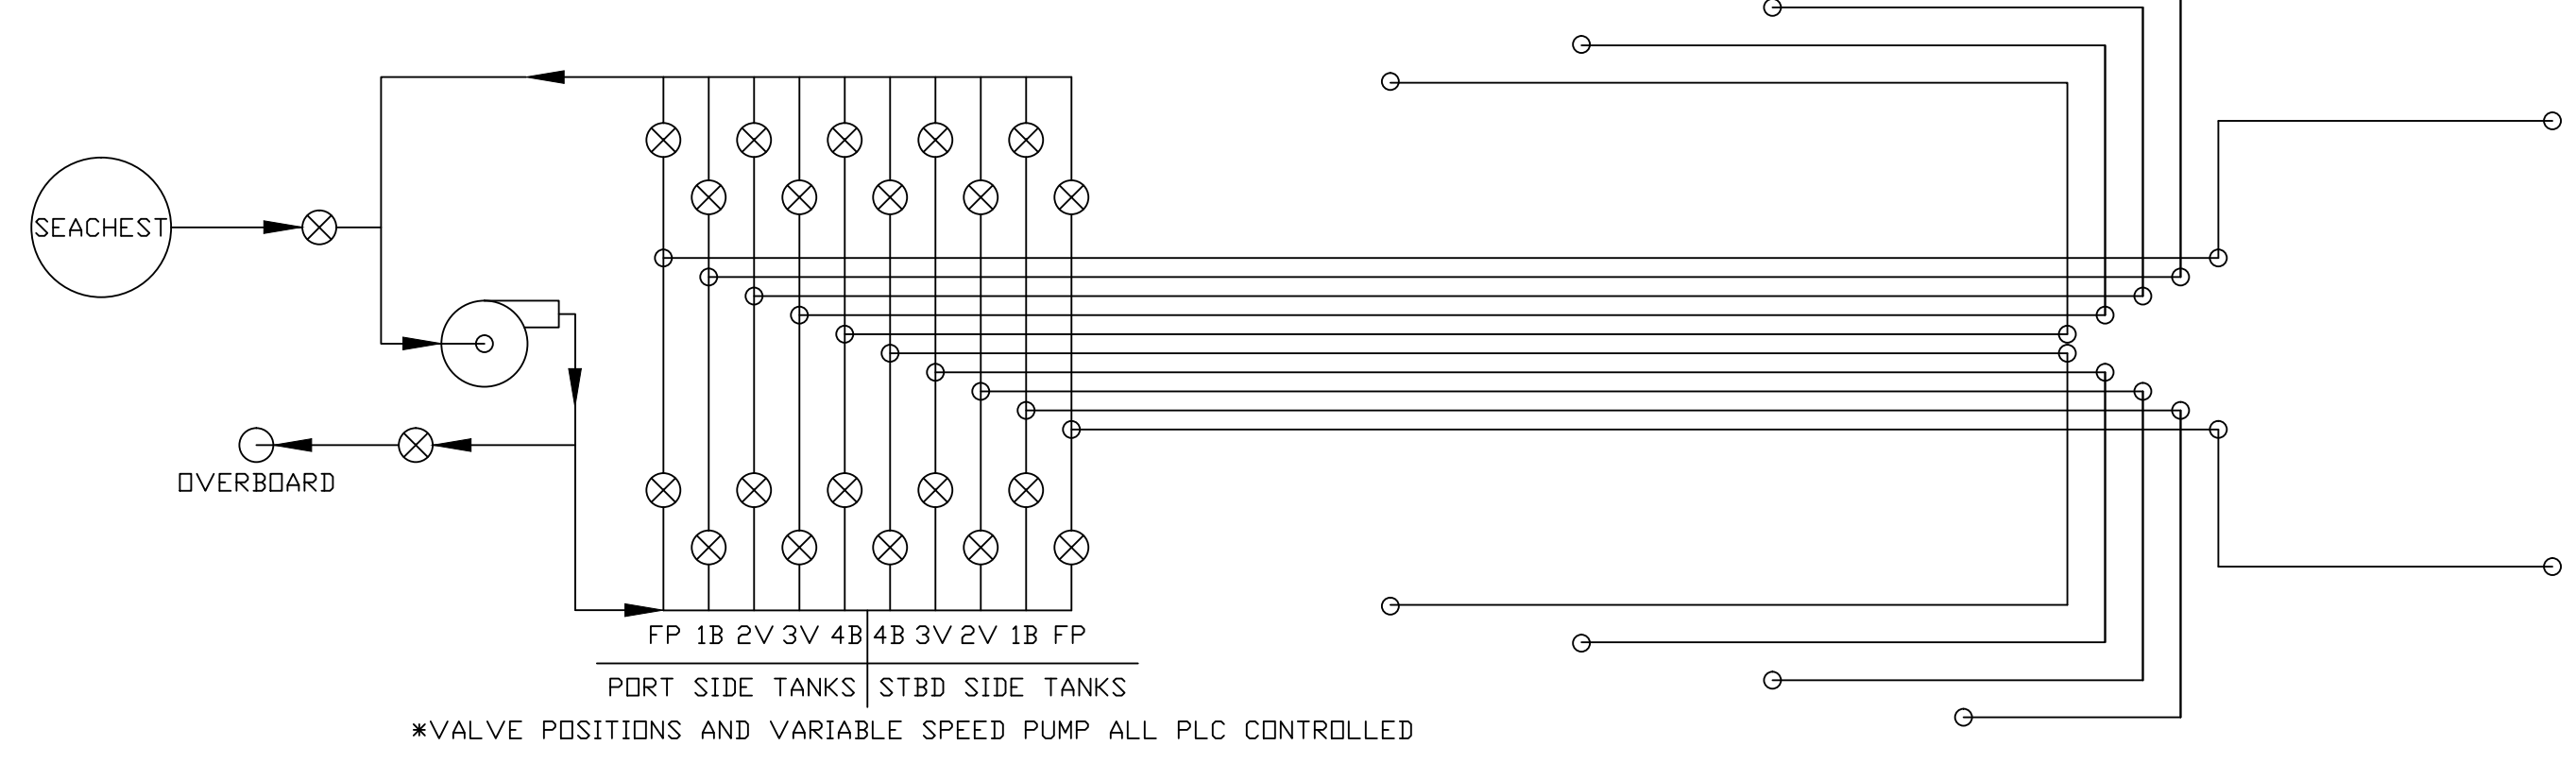 SEACHEST
OVERBOARD
FP 1B 2V 3V 4B 4B 3V 2V 1B FP
PORT SIDE TANKS STBD SIDE TANKS
*VALVE POSITIONS AND VARIABLE SPEED PUMP ALL PLC CONTROLLED